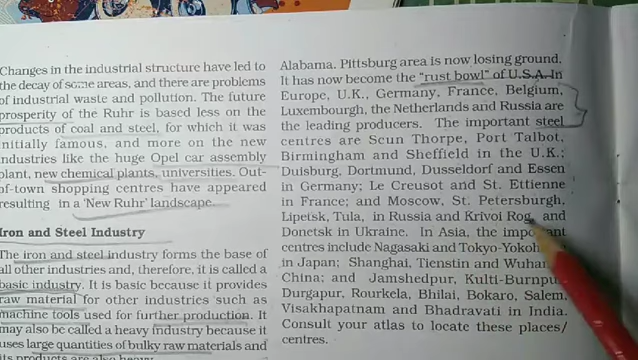 Changes in the industrial structure have led to
the decay of some areas, and there are problems
of industrial waste and pollution. The future
prosperity of the Ruhr is based less on the
products of coal and steel, for which it was
initially famous, and more on the new
industries like the huge Opel car assembly
plant, new chemical plants, universities. Out-
of-town shopping centres have appeared
resulting in a 'New Ruhr' landscape.
Iron and Steel Industry
The iron and steel industry forms the base of
all other industries and, therefore, it is called a
basic industry. It is basic because it provides
raw material for other industries such as
machine tools used for further production. It
may also be called a heavy industry because it
uses large quantities of bulky raw materials and
its products are also heavy.
Alabama. Pittsburg area is now losing ground.
It has now become the "rust bowl" of U.S.A. In
Europe, U.K., Germany, France, Belgium,
Luxembourgh, the Netherlands and Russia are
the leading producers. The important steel
centres are Scun Thorpe, Port Talbot,
Birmingham and Sheffield in the U.K.;
Duisburg, Dortmund, Dusseldorf and Essen
in Germany; Le Creusot and St. Ettienne
in France; and Moscow, St. Petersburgh,
Lipetsk, Tula, in Russia and Krivoi Rog, and
Donetsk in Ukraine. In Asia, the important
centres include Nagasaki and
in Japan; Shanghai, Tienstin and Wuhan
China; and Jamshedpur, Kulti-Burnpur
Durgapur, Rourkela, Bhilai, Bokaro, Salem,
Visakhapatnam and Bhadravati in India.
Consult your atlas to locate these places/
centres.